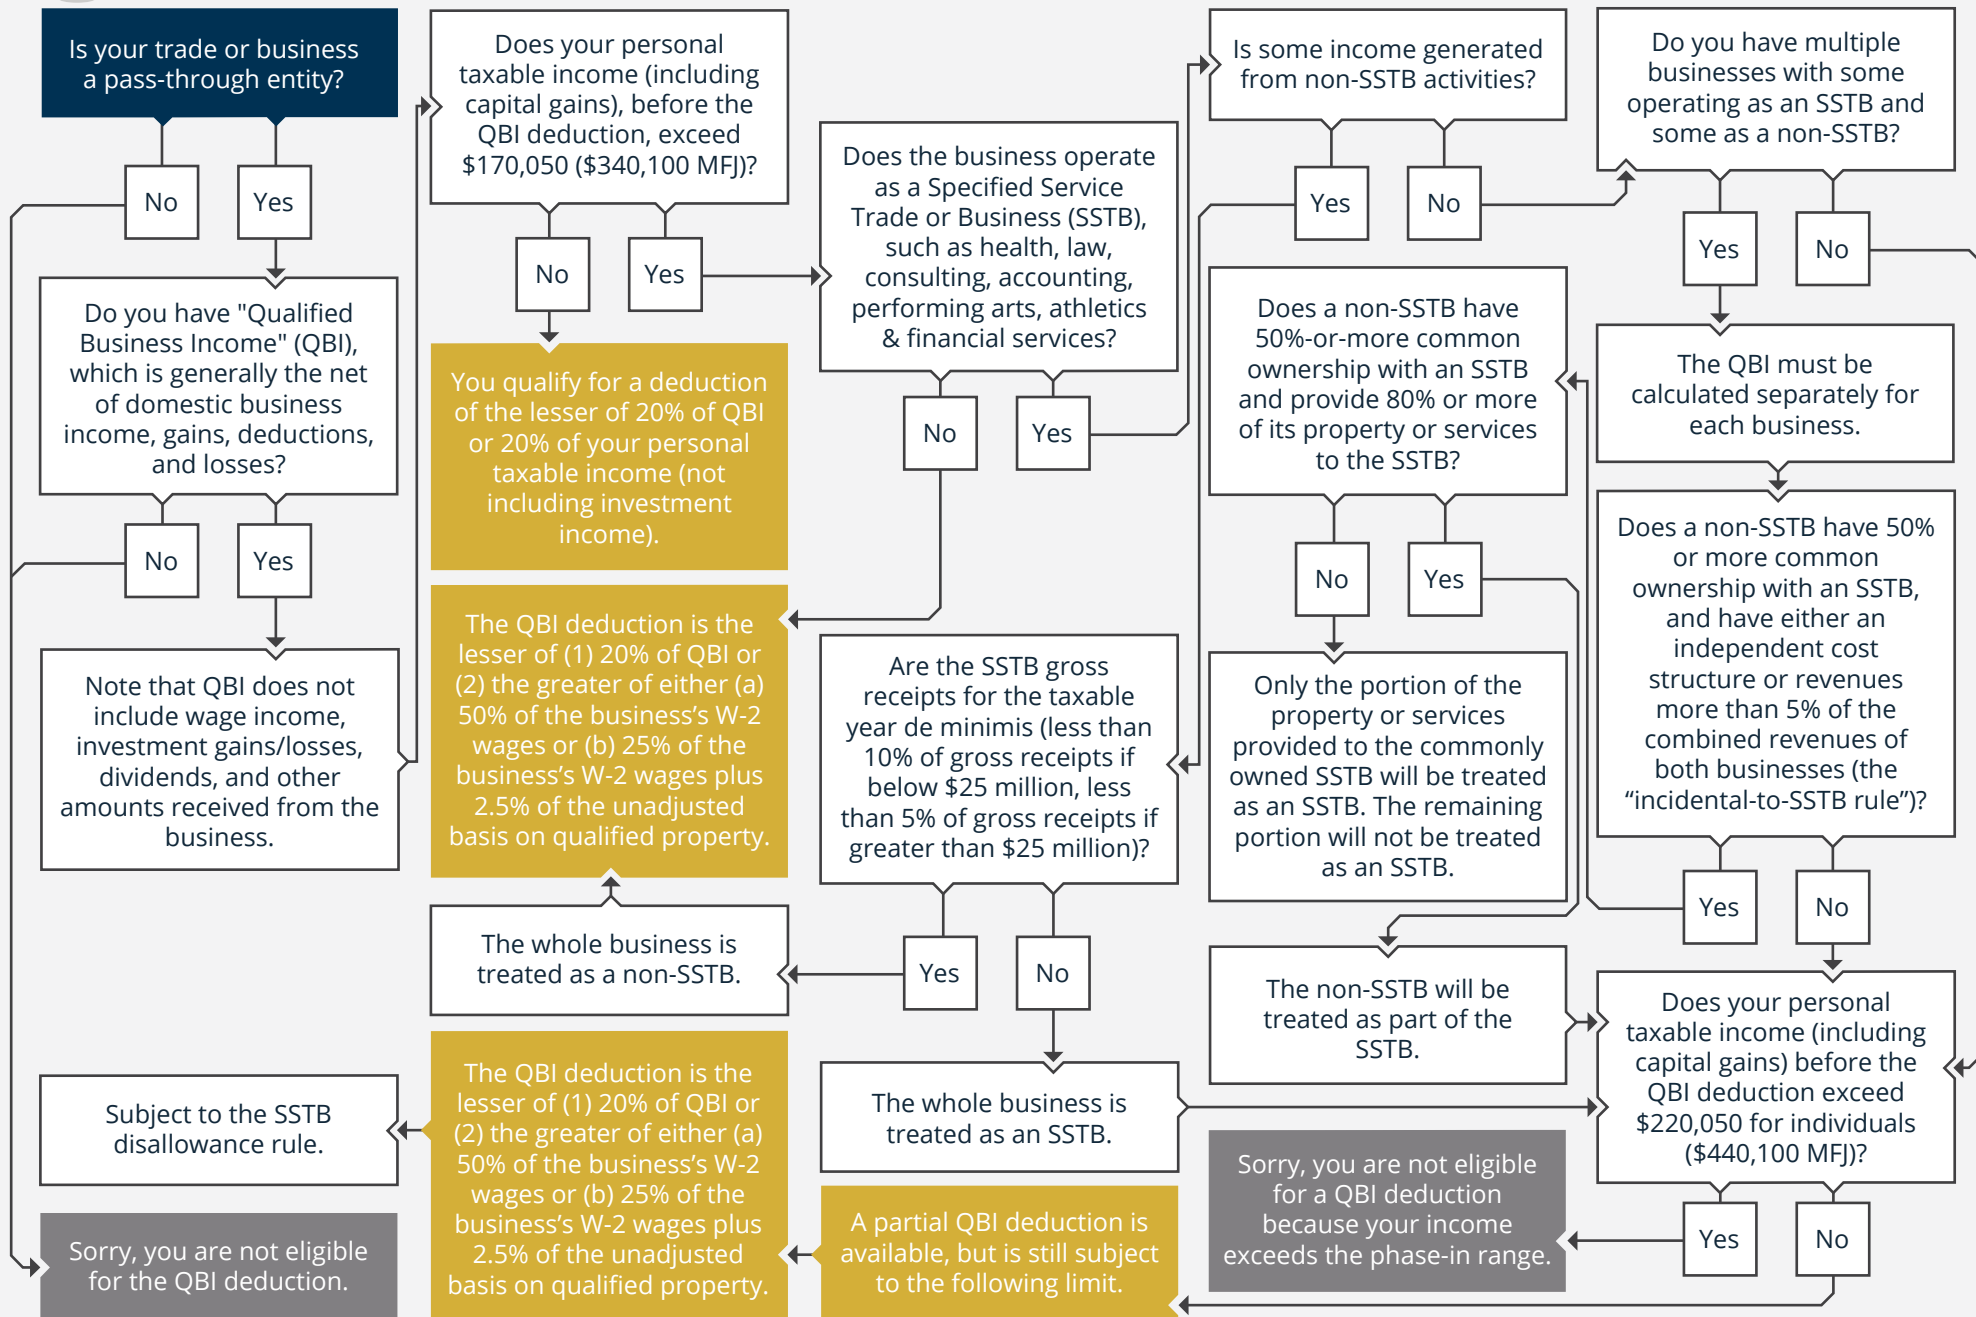 Is your trade or business
a pass-through entity?
No
Yes
Do you have "Qualified
Business Income" (QBI),
which is generally the net
of domestic business
income, gains, deductions,
and losses?
No
Yes
Note that QBI does not
include wage income,
investment gains/losses,
dividends, and other
amounts received from the
business.
Subject to the SSTB
disallowance rule.
Sorry, you are not eligible
for the QBI deduction.
Does your personal
taxable income (including
capital gains), before the
QBI deduction, exceed
$170,050 ($340,100 MFJ)?
No
Yes
You qualify for a deduction
of the lesser of 20% of QBI
or 20% of your personal
taxable income (not
including investment
income).
The QBI deduction is the
lesser of (1) 20% of QBI or
(2) the greater of either (a)
50% of the business’s W-2
wages or (b) 25% of the
business’s W-2 wages plus
2.5% of the unadjusted
basis on qualified property.
The whole business is
treated as a non-SSTB.
The QBI deduction is the
lesser of (1) 20% of QBI or
(2) the greater of either (a)
50% of the business’s W-2
wages or (b) 25% of the
business’s W-2 wages plus
2.5% of the unadjusted
basis on qualified property.
Does the business operate
as a Specified Service
Trade or Business (SSTB),
such as health, law,
consulting, accounting,
performing arts, athletics
& financial services?
No
Yes
Are the SSTB gross
receipts for the taxable
year de minimis (less than
10% of gross receipts if
below $25 million, less
than 5% of gross receipts if
greater than $25 million)?
Yes
No
The whole business is
treated as an SSTB.
A partial QBI deduction is
available, but is still subject
to the following limit.
Is some income generated
from non-SSTB activities?
Yes
No
Does a non-SSTB have
50%-or-more common
ownership with an SSTB
and provide 80% or more
of its property or services
to the SSTB?
No
Yes
Only the portion of the
property or services
provided to the commonly
owned SSTB will be treated
as an SSTB. The remaining
portion will not be treated
as an SSTB.
The non-SSTB will be
treated as part of the
SSTB.
Sorry, you are not eligible
for a QBI deduction
because your income
exceeds the phase-in range.
Do you have multiple
businesses with some
operating as an SSTB and
some as a non-SSTB?
Yes
No
The QBI must be
calculated separately for
each business.
Does a non-SSTB have 50%
or more common
ownership with an SSTB,
and have either an
independent cost
structure or revenues
more than 5% of the
combined revenues of
both businesses (the
“incidental-to-SSTB rule”)?
Yes
No
Does your personal
taxable income (including
capital gains) before the
QBI deduction exceed
$220,050 for individuals
($440,100 MFJ)?
Yes
No